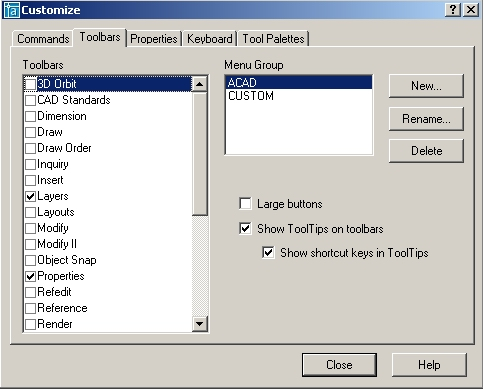 Customize
Commands Toolbars Properties Keyboard Tool Palettes
Toolbars
3D Orbit
CAD Standards
Dimension
Draw
Draw Order
Inquiry
Insert
Layers
Layouts
Modify
Modify II
Object Snap
Properties
Refedit
Reference
Render
Menu Group
ACAD
CUSTOM
New...
Rename...
Delete
Large buttons
Show ToolTips on toolbars
Show shortcut keys in ToolTips
Close
Help